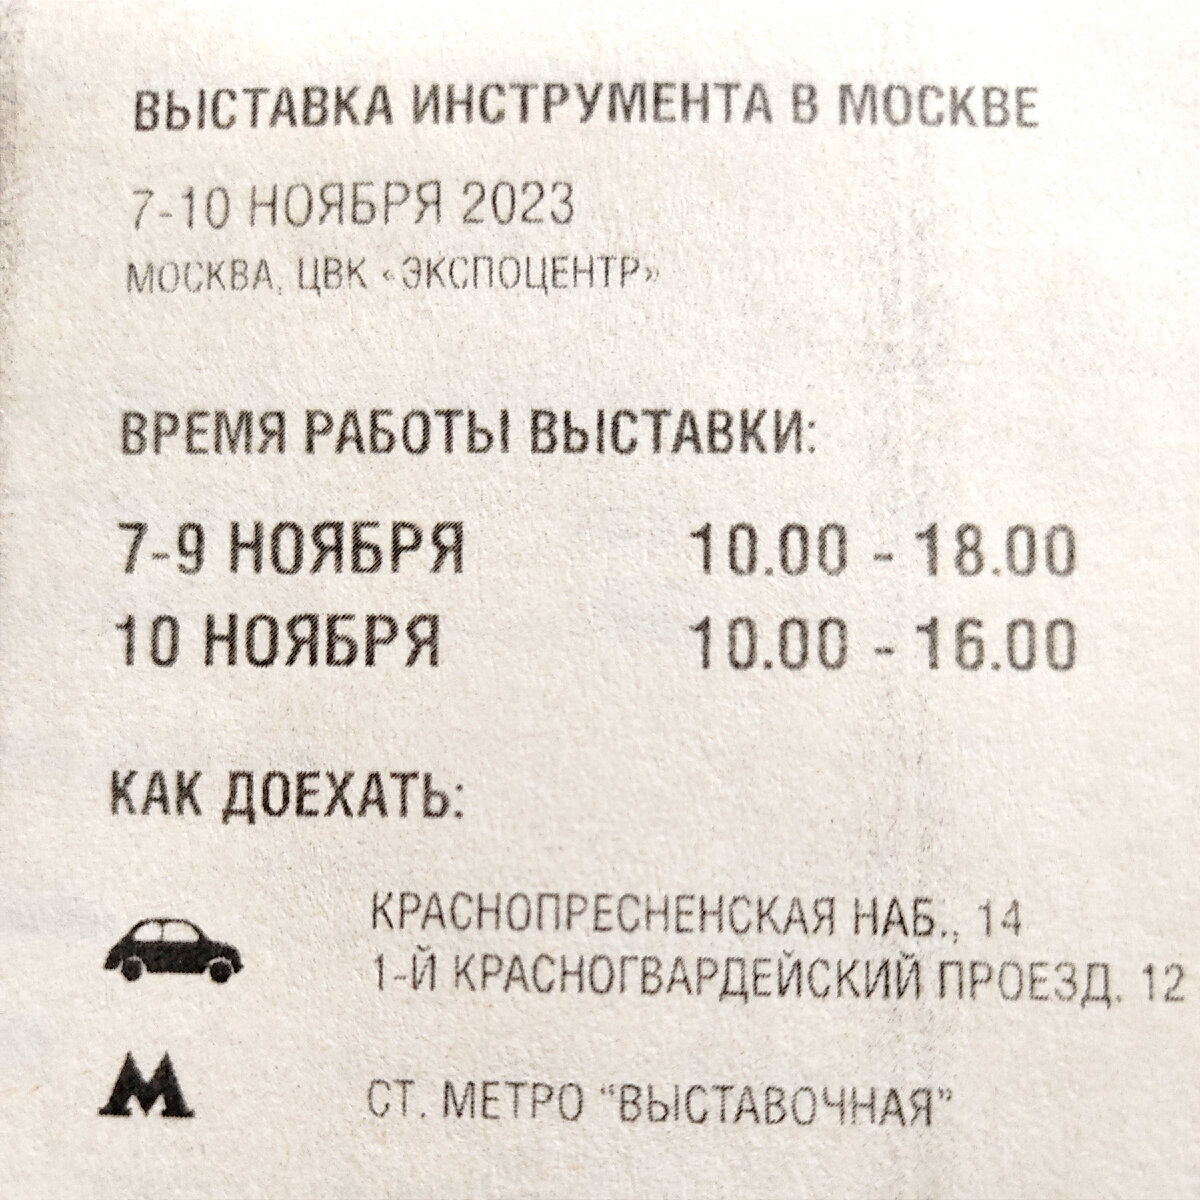 ВЫСТАВКА ИНСТРУМЕНТА В МОСКВЕ
7-10 НОЯБРЯ 2023
МОСКВА, ЦВК «ЭКСПОЦЕНТР»
ВРЕМЯ РАБОТЫ ВЫСТАВКИ:
7-9 НОЯБРЯ 10.00 - 18.00
10 НОЯБРЯ 10.00 - 16.00
КАК ДОЕХАТЬ:
КРАСНОПРЕСНЕНСКАЯ НАБ., 14
1-Й КРАСНОГВАРДЕЙСКИЙ ПРОЕЗД, 12
М СТ. МЕТРО "ВЫСТАВОЧНАЯ"